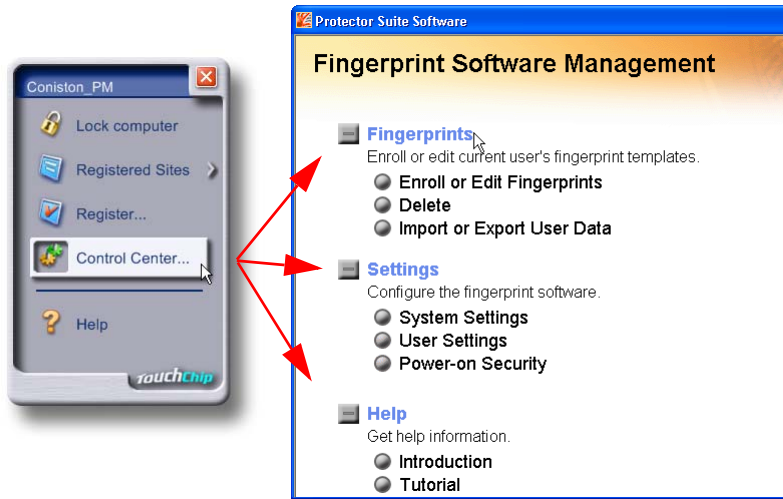 Coniston_PM
Lock computer
Registered Sites
Register...
Control Center...
Help
TouchChip
Protector Suite Software
Fingerprint Software Management
Fingerprints
Enroll or edit current user's fingerprint templates.
Enroll or Edit Fingerprints
Delete
Import or Export User Data
Settings
Configure the fingerprint software.
System Settings
User Settings
Power-on Security
Help
Get help information.
Introduction
Tutorial